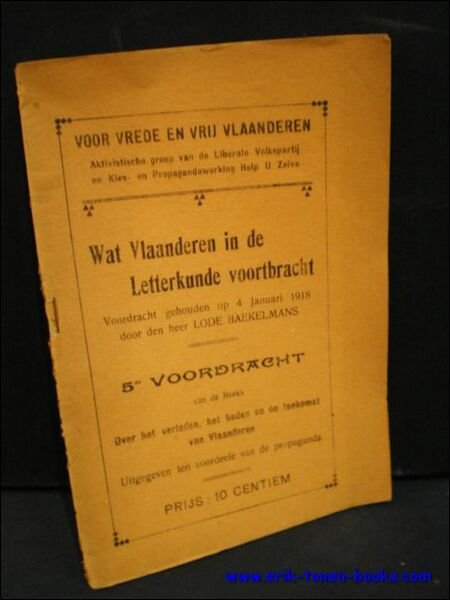 VOOR VREDE EN VRIJ VLAANDEREN
Aktivistische groep van de Liberale Volkspartij
en Kies- en Propagandawerking Help U Zelve
Wat Vlaanderen in de
Letterkunde voortbracht
Voordracht gehouden op 4 Januari 1918
door den heer LODE BAEKELMANS
5de VOORDRACHT
van de Reeks
Over het verleden, het heden en de toekomst
van Vlaanderen
Uitgegeven ten voordeele van de propaganda
PRIJS: 10 CENTIEM
www.erik-tonen-books.com